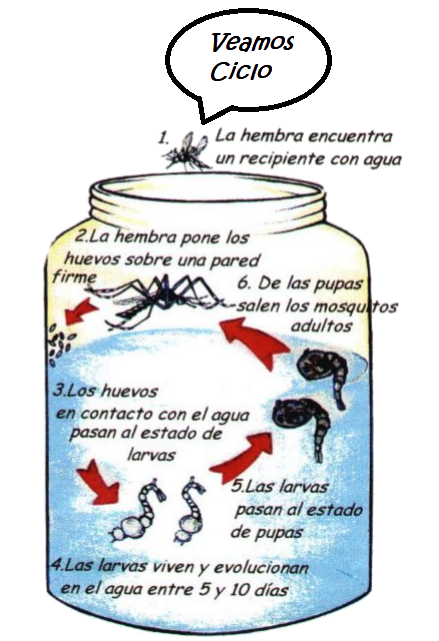 Veamos
Ciclo
1. La hembra encuentra
un recipiente con agua
2.La hembra pone los
huevos sobre una pared
firme
6. De las pupas
salen los mosquitos
adultos
3.Los huevos
en contacto con el agua
pasan al estado de
larvas
5.Las larvas
pasan al estado
de pupas
4.Las larvas viven y evolucionan
en el agua entre 5 y 10 días